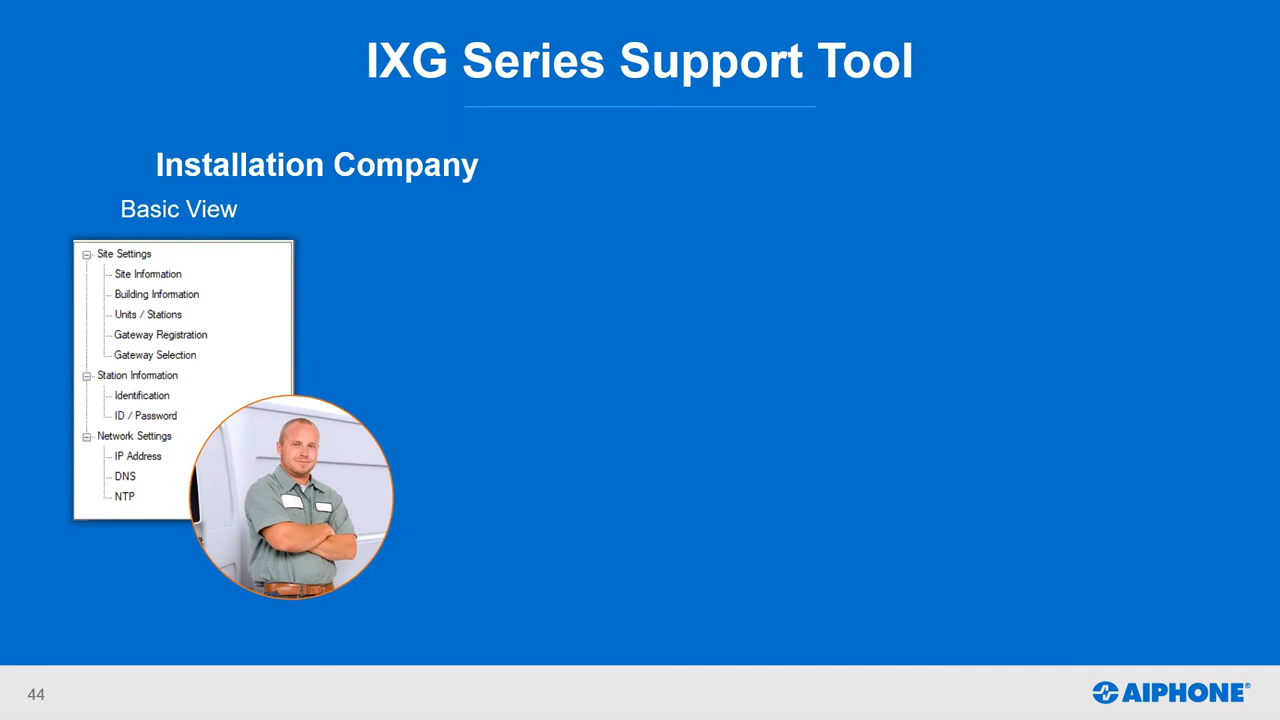 IXG Series Support Tool
Installation Company
Basic View
Site Settings
Site Information
Building Information
Units / Stations
Gateway Registration
Gateway Selection
Station Information
Identification
ID / Password
Network Settings
IP Address
DNS
NTP
44
AIPHONE®